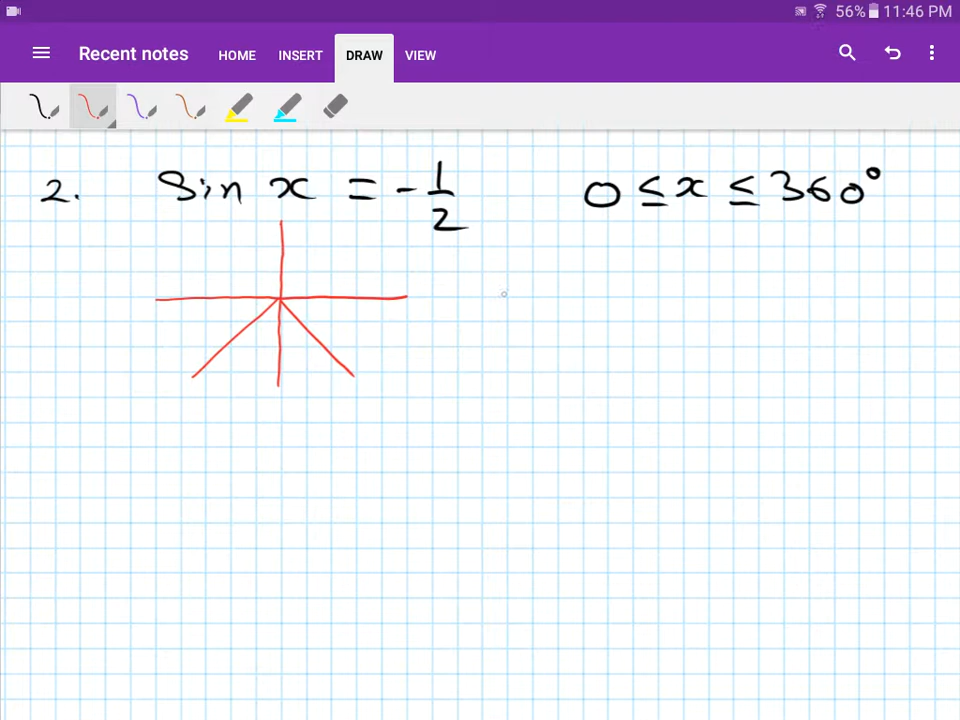 56% 11:46 PM
Recent notes HOME INSERT DRAW VIEW
2. Sin x = -1/2 0 ≤ x ≤ 360°